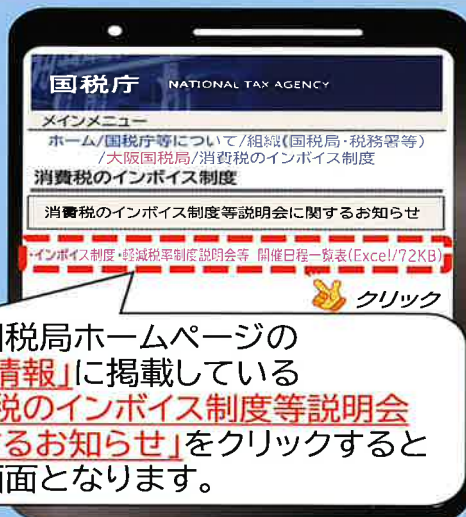 国税庁 NATIONAL TAX AGENCY
メインメニュー
ホーム/国税庁等について/組織(国税局・税務署等)
/大阪国税局/消費税のインボイス制度
消費税のインボイス制度
消費税のインボイス制度等説明会に関するお知らせ
・インボイス制度・軽減税率制度説明会等 開催日程一覧表(Excel/72KB)
クリック
税局ホームページの
情報」に掲載している
税のインボイス制度等説明会
するお知らせ」をクリックすると
面となります。